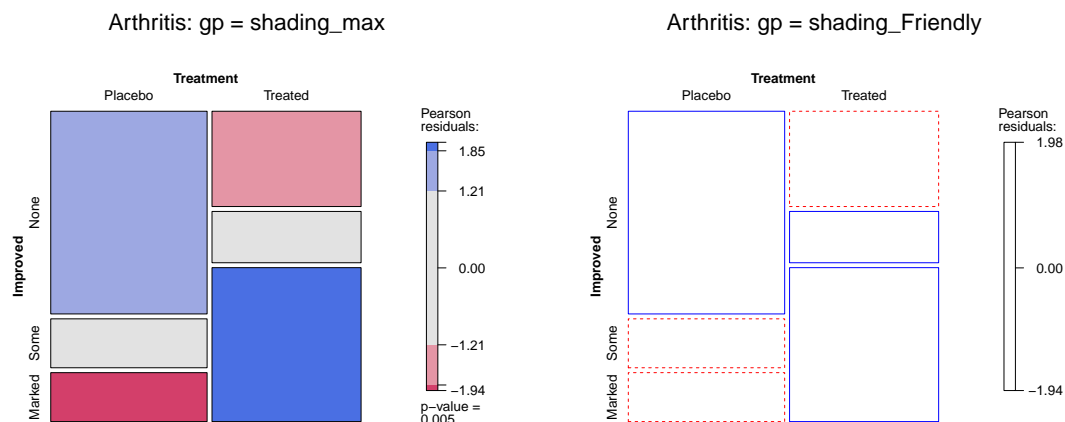 Arthritis: gp = shading_max
Treatment
Placebo Treated
Improved
None
Some
Marked
Pearson
residuals:
1.85
1.21
0.00
−1.21
−1.94
p−value =
0.005
Arthritis: gp = shading_Friendly
Treatment
Placebo Treated
Improved
None
Some
Marked
Pearson
residuals:
1.98
0.00
−1.94